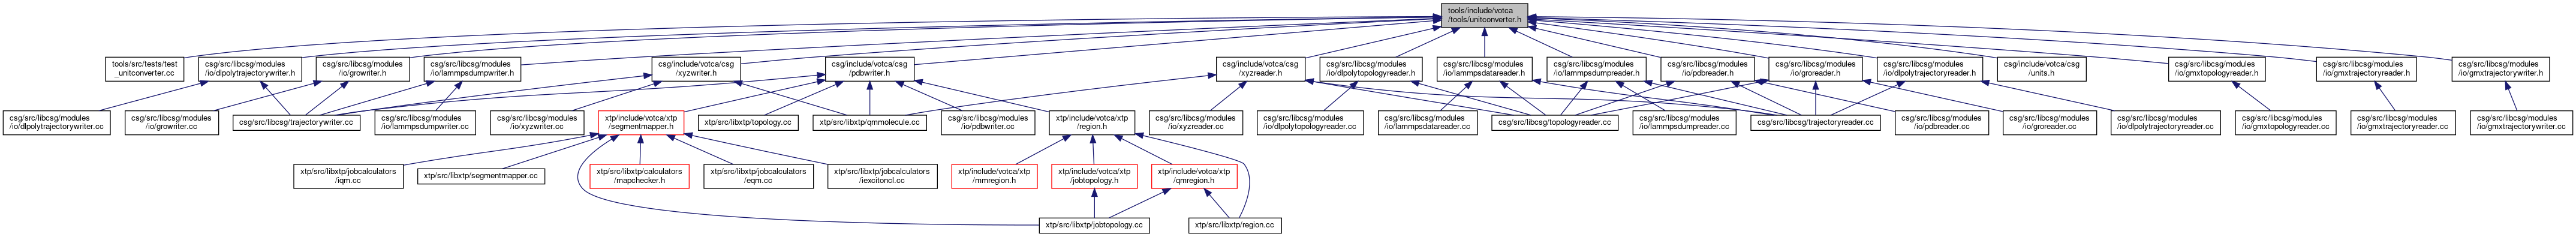 tools/include/votca
/tools/unitconverter.h
tools/src/tests/test
_unitconverter.cc
csg/src/libcsg/modules
/io/dlpolytrajectorywriter.h
csg/src/libcsg/modules
/io/growriter.h
csg/src/libcsg/modules
/io/lammpsdumpwriter.h
csg/include/votca/csg
/xyzwriter.h
csg/include/votca/csg
/pdbwriter.h
csg/include/votca/csg
/xyzreader.h
csg/src/libcsg/modules
/io/dlpolytopologyreader.h
csg/src/libcsg/modules
/io/lammpsdatareader.h
csg/src/libcsg/modules
/io/lammpsdumpreader.h
csg/src/libcsg/modules
/io/pdbreader.h
csg/src/libcsg/modules
/io/groreader.h
csg/src/libcsg/modules
/io/dlpolytrajectoryreader.h
csg/include/votca/csg
/units.h
csg/src/libcsg/modules
/io/gmxtopologyreader.h
csg/src/libcsg/modules
/io/gmxtrajectoryreader.h
csg/src/libcsg/modules
/io/gmxtrajectorywriter.h
csg/src/libcsg/modules
/io/dlpolytrajectorywriter.cc
csg/src/libcsg/modules
/io/growriter.cc
csg/src/libcsg/trajectorywriter.cc
csg/src/libcsg/modules
/io/lammpsdumpwriter.cc
csg/src/libcsg/modules
/io/xyzwriter.cc
xtp/include/votca/xtp
/segmentmapper.h
xtp/src/libxtp/topology.cc
xtp/src/libxtp/qmmolecule.cc
csg/src/libcsg/modules
/io/pdbwriter.cc
xtp/include/votca/xtp
/region.h
csg/src/libcsg/modules
/io/xyzreader.cc
csg/src/libcsg/modules
/io/dlpolytopologyreader.cc
csg/src/libcsg/modules
/io/lammpsdatareader.cc
csg/src/libcsg/topologyreader.cc
csg/src/libcsg/modules
/io/lammpsdumpreader.cc
csg/src/libcsg/trajectoryreader.cc
csg/src/libcsg/modules
/io/pdbreader.cc
csg/src/libcsg/modules
/io/groreader.cc
csg/src/libcsg/modules
/io/dlpolytrajectoryreader.cc
csg/src/libcsg/modules
/io/gmxtopologyreader.cc
csg/src/libcsg/modules
/io/gmxtrajectoryreader.cc
csg/src/libcsg/modules
/io/gmxtrajectorywriter.cc
xtp/src/libxtp/jobcalculators
/iqm.cc
xtp/src/libxtp/segmentmapper.cc
xtp/src/libxtp/calculators
/mapchecker.h
xtp/src/libxtp/jobcalculators
/eqm.cc
xtp/src/libxtp/jobcalculators
/iexcitoncl.cc
xtp/include/votca/xtp
/mmregion.h
xtp/include/votca/xtp
/jobtopology.h
xtp/include/votca/xtp
/qmregion.h
xtp/src/libxtp/jobtopology.cc
xtp/src/libxtp/region.cc